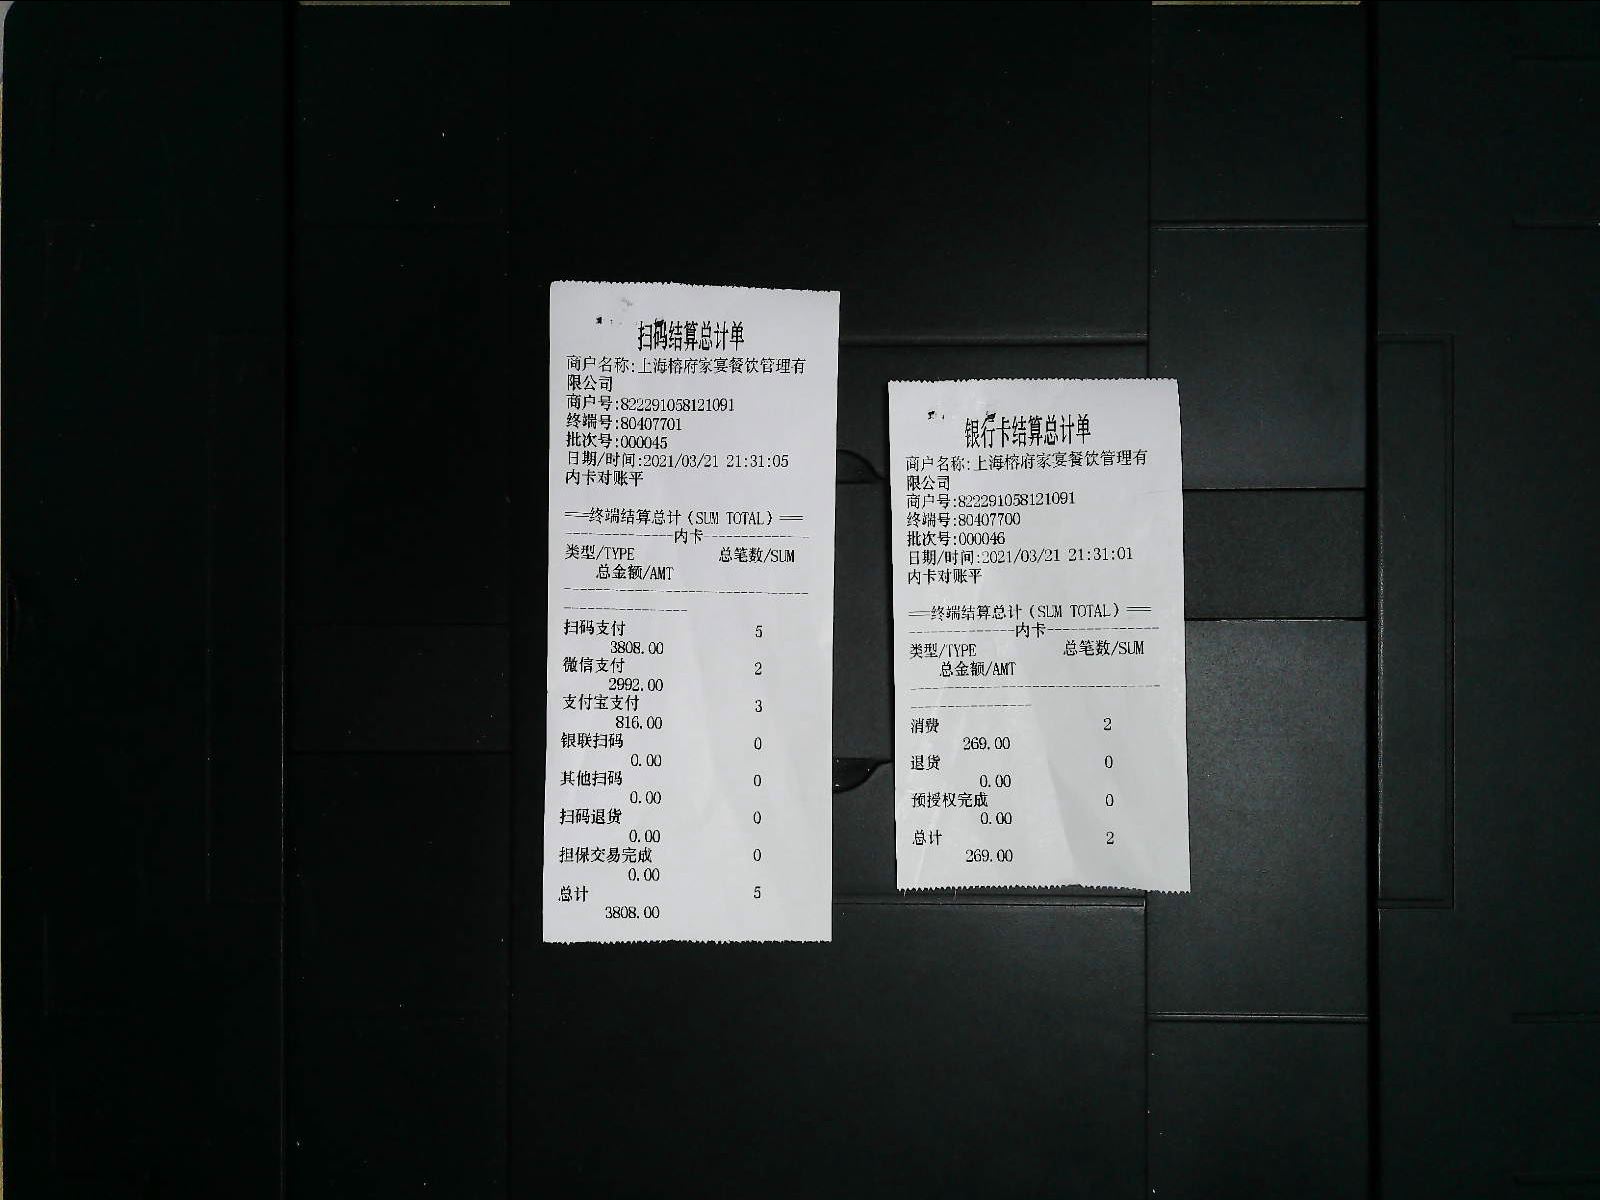 扫码结算总计单
商户名称:上海榕府家宴餐饮管理有
限公司
商户号:822291058121091
终端号:80407701
批次号:000045
日期/时间:2021/03/21 21:31:05
内卡对账平
==终端结算总计(SUM TOTAL)==
--------------内卡--------------
类型/TYPE 总笔数/SUM
总金额/AMT
扫码支付 5
3808.00
微信支付 2
2992.00
支付宝支付 3
816.00
银联扫码 0
0.00
其他扫码 0
0.00
扫码退货 0
0.00
担保交易完成 0
0.00
总计 5
3808.00
银行卡结算总计单
商户名称:上海榕府家宴餐饮管理有
限公司
商户号:822291058121091
终端号:80407700
批次号:000046
日期/时间:2021/03/21 21:31:01
内卡对账平
==终端结算总计(SUM TOTAL)==
--------------内卡--------------
类型/TYPE 总笔数/SUM
总金额/AMT
消费 2
269.00
退货 0
0.00
预授权完成 0
0.00
总计 2
269.00